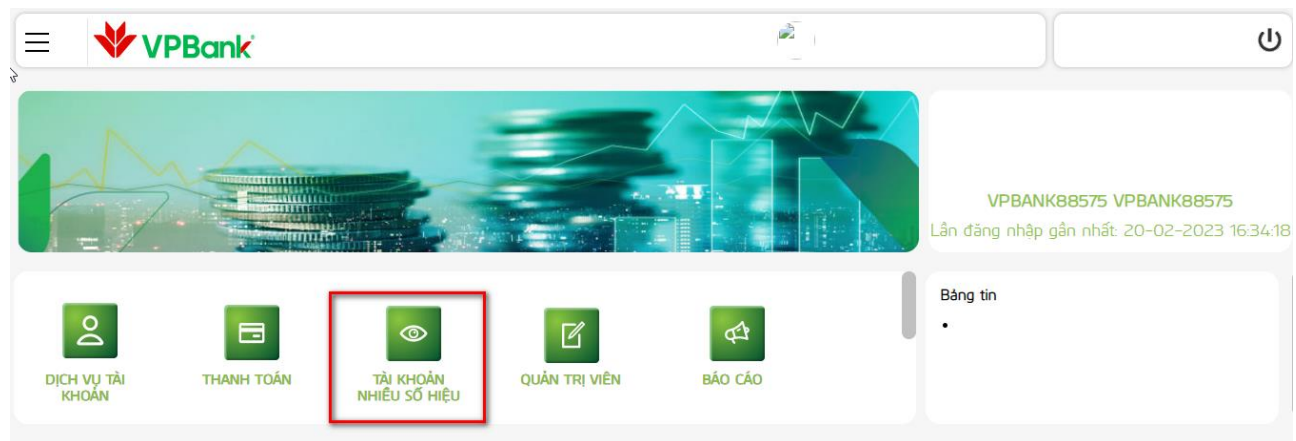 VPBank
VPBANK88575 VPBANK88575
Lần đăng nhập gần nhất: 20-02-2023 16:34:18
Bảng tin
DỊCH VỤ TÀI
KHOẢN
THANH TOÁN
TÀI KHOẢN
NHIỀU SỐ HIỆU
QUẢN TRỊ VIÊN
BÁO CÁO